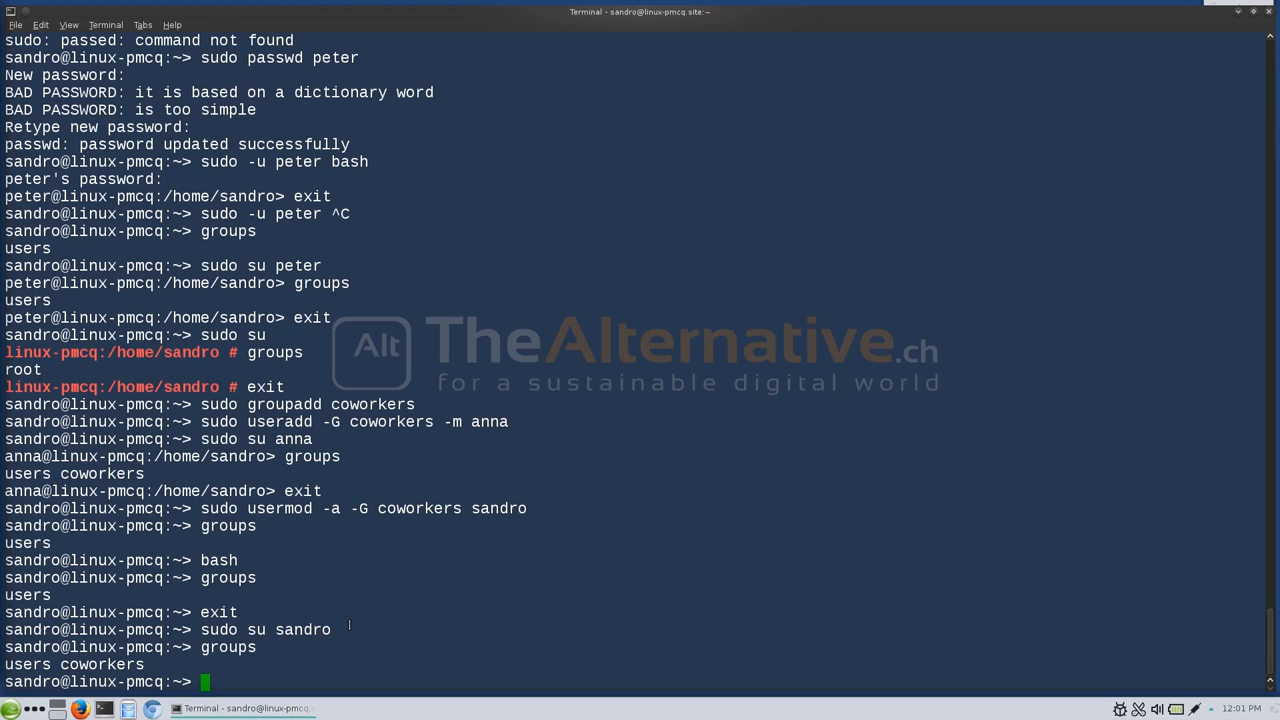 Terminal - sandro@linux-pmcq.site:~
File Edit View Terminal Tabs Help
sudo: passed: command not found
sandro@linux-pmcq:~> sudo passwd peter
New password:
BAD PASSWORD: it is based on a dictionary word
BAD PASSWORD: is too simple
Retype new password:
passwd: password updated successfully
sandro@linux-pmcq:~> sudo -u peter bash
peter's password:
peter@linux-pmcq:/home/sandro> exit
sandro@linux-pmcq:~> sudo -u peter ^C
sandro@linux-pmcq:~> groups
users
sandro@linux-pmcq:~> sudo su peter
peter@linux-pmcq:/home/sandro> groups
users
peter@linux-pmcq:/home/sandro> exit
sandro@linux-pmcq:~> sudo su
linux-pmcq:/home/sandro # groups
root
linux-pmcq:/home/sandro # exit
sandro@linux-pmcq:~> sudo groupadd coworkers
sandro@linux-pmcq:~> sudo useradd -G coworkers -m anna
sandro@linux-pmcq:~> sudo su anna
anna@linux-pmcq:/home/sandro> groups
users coworkers
anna@linux-pmcq:/home/sandro> exit
sandro@linux-pmcq:~> sudo usermod -a -G coworkers sandro
sandro@linux-pmcq:~> groups
users
sandro@linux-pmcq:~> bash
sandro@linux-pmcq:~> groups
users
sandro@linux-pmcq:~> exit
sandro@linux-pmcq:~> sudo su sandro
sandro@linux-pmcq:~> groups
users coworkers
sandro@linux-pmcq:~>
Alt TheAlternative.ch
for a sustainable digital world
Terminal - sandro@linux-pmcq.
12:01 PM